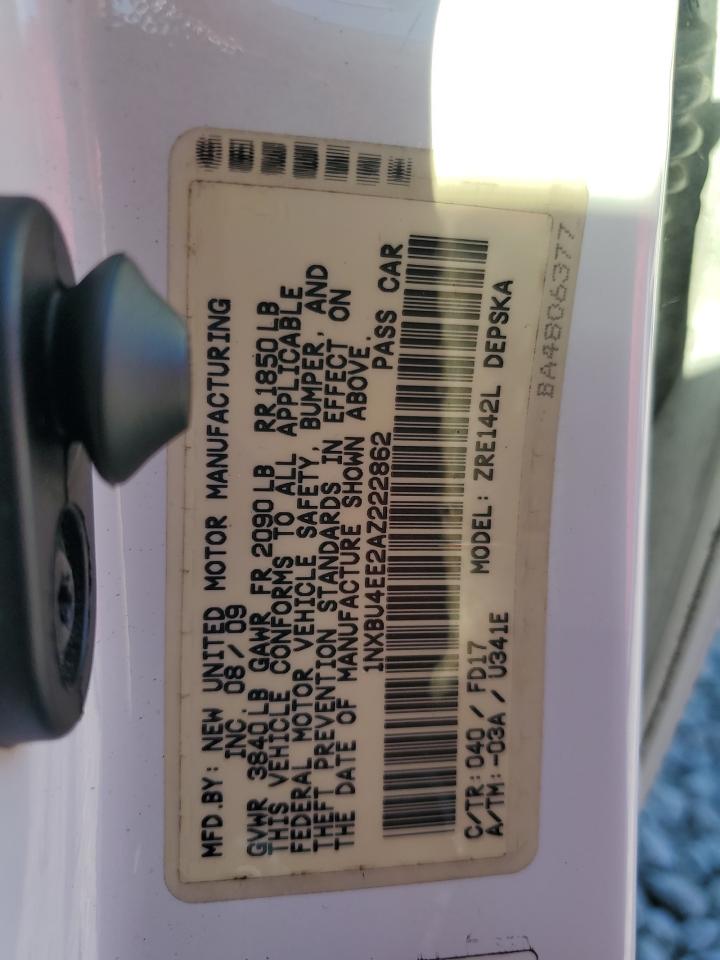 MFD.BY: NEW UNITED MOTOR MANUFACTURING
INC. 08/09
GVWR 3840LB GAWR FR 2090LB RR 1850LB
THIS VEHICLE CONFORMS TO ALL APPLICABLE
FEDERAL MOTOR VEHICLE SAFETY, BUMPER, AND
THEFT PREVENTION STANDARDS IN EFFECT ON
THE DATE OF MANUFACTURE SHOWN ABOVE.
1NXBU4EE2AZ222862 PASS CAR
C/TR: 040 / FD17 MODEL: ZRE142L DEPSKA
A/TM: -03A / U341E
BA4806377